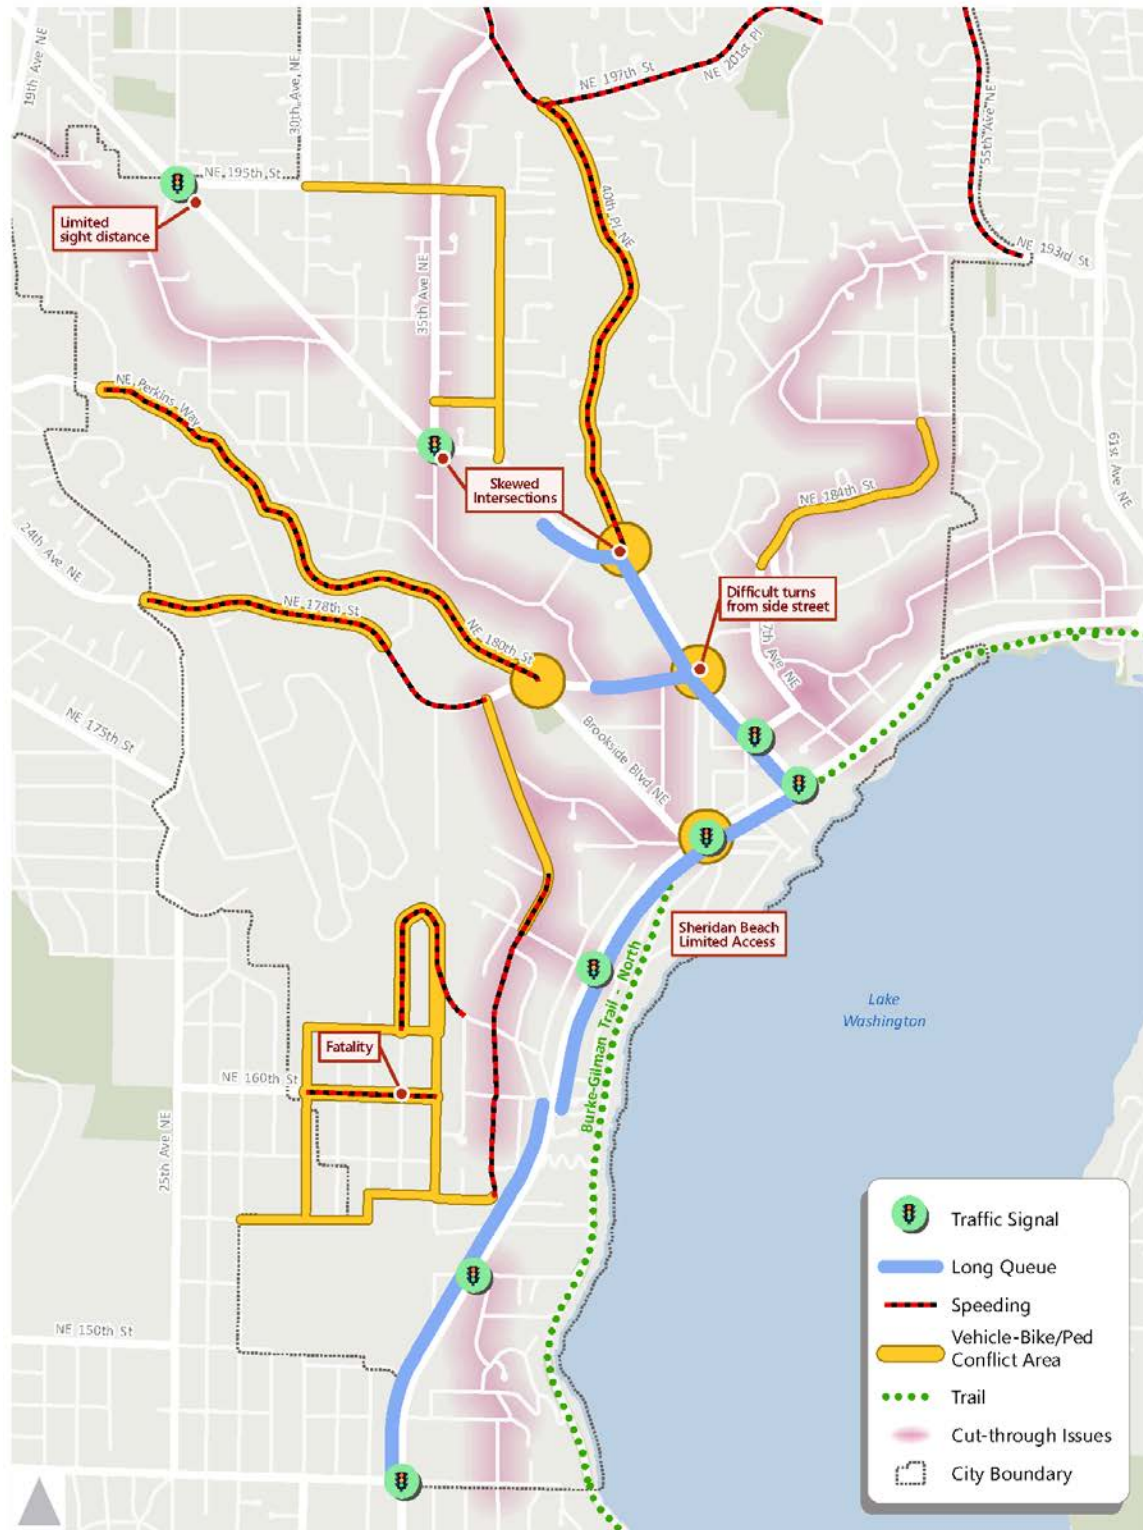 19th Ave NE
30th Ave NE
NE 195th St
Limited
sight distance
NE 197th St
NE 201st Pl
55th Ave NE
NE 193rd St
40th Pl NE
35th Ave NE
61st Ave NE
NE Perkins Way
Skewed
Intersections
NE 184th St
24th Ave NE
NE 178th St
NE 180th St
Difficult turns
from side street
7th Ave NE
NE 175th St
Brookside Blvd NE
Sheridan Beach
Limited Access
Burke-Gilman Trail - North
Lake
Washington
Fatality
NE 160th St
25th Ave NE
NE 150th St
Traffic Signal
Long Queue
Speeding
Vehicle-Bike/Ped
Conflict Area
Trail
Cut-through Issues
City Boundary